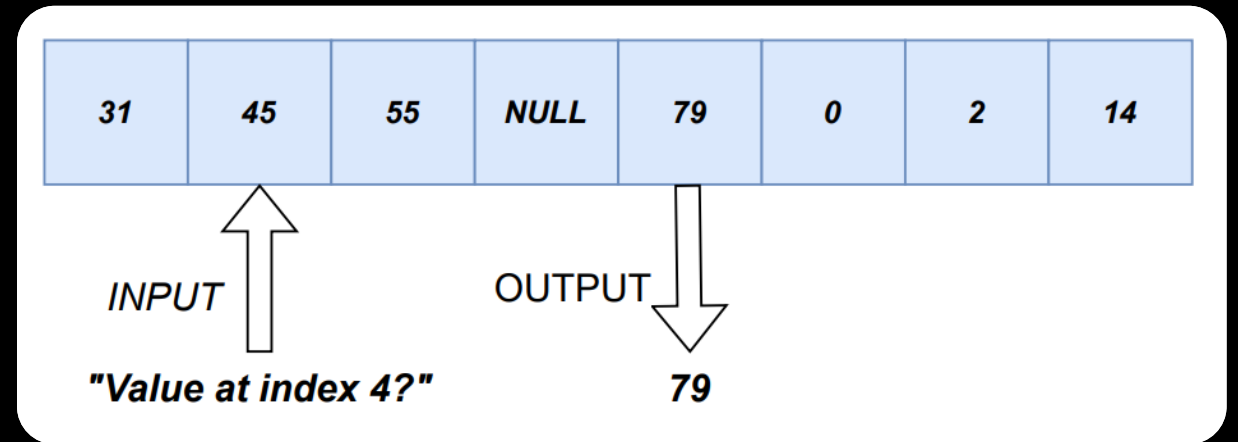 31 45 55 NULL 79 0 2 14
INPUT
OUTPUT
"Value at index 4?"
79